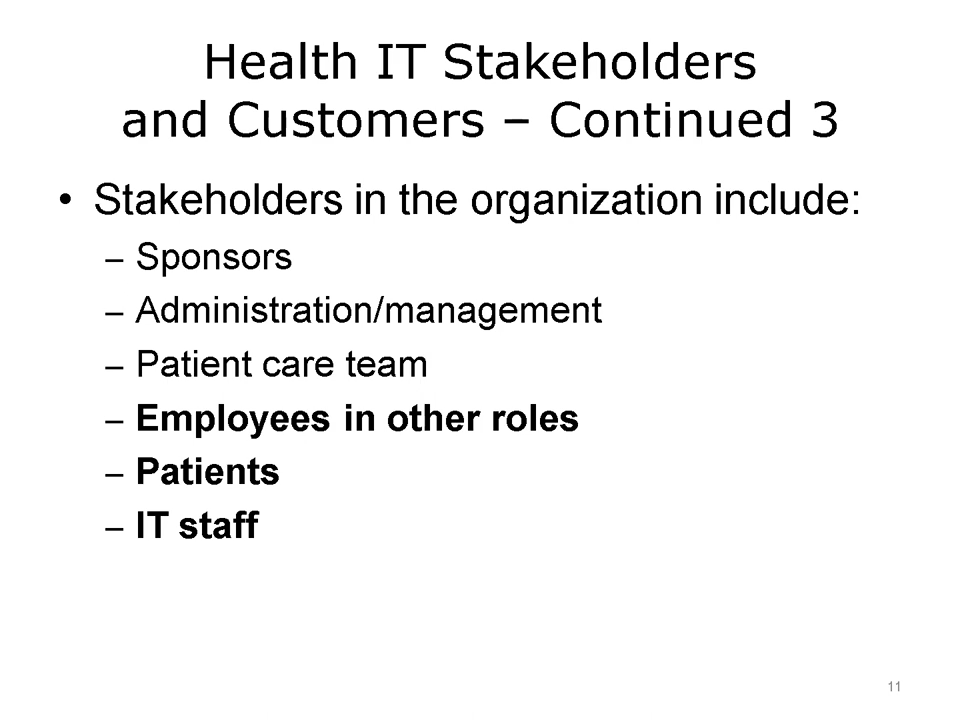 Health IT Stakeholders
and Customers – Continued 3
• Stakeholders in the organization include:
– Sponsors
– Administration/management
– Patient care team
– Employees in other roles
– Patients
– IT staff
11